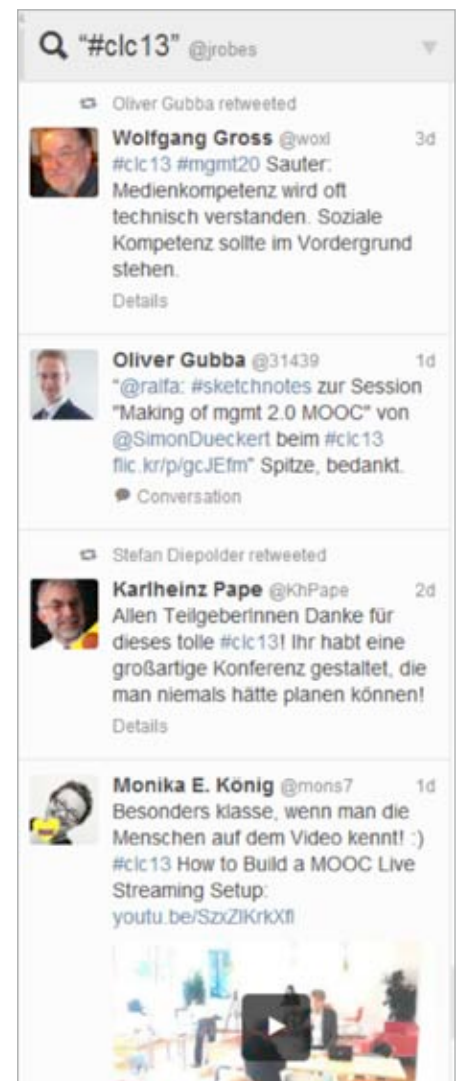 "#clc13" @jrobes
Oliver Gubba retweeted
Wolfgang Gross @woxl 3d
#clc13 #mgmt20 Sauter:
Medienkompetenz wird oft
technisch verstanden. Soziale
Kompetenz sollte im Vordergrund
stehen.
Details
Oliver Gubba @31439 1d
"@ralfa: #sketchnotes zur Session
"Making of mgmt 2.0 MOOC" von
@SimonDueckert beim #clc13
flic.kr/p/gcJEfm" Spitze, bedankt.
Conversation
Stefan Diepolder retweeted
Karlheinz Pape @KhPape 2d
Allen TeilgeberInnen Danke für
dieses tolle #clc13! Ihr habt eine
großartige Konferenz gestaltet, die
man niemals hätte planen können!
Details
Monika E. König @mons7 1d
Besonders klasse, wenn man die
Menschen auf dem Video kennt! :)
#clc13 How to Build a MOOC Live
Streaming Setup:
youtu.be/SzxZlKrkXfI